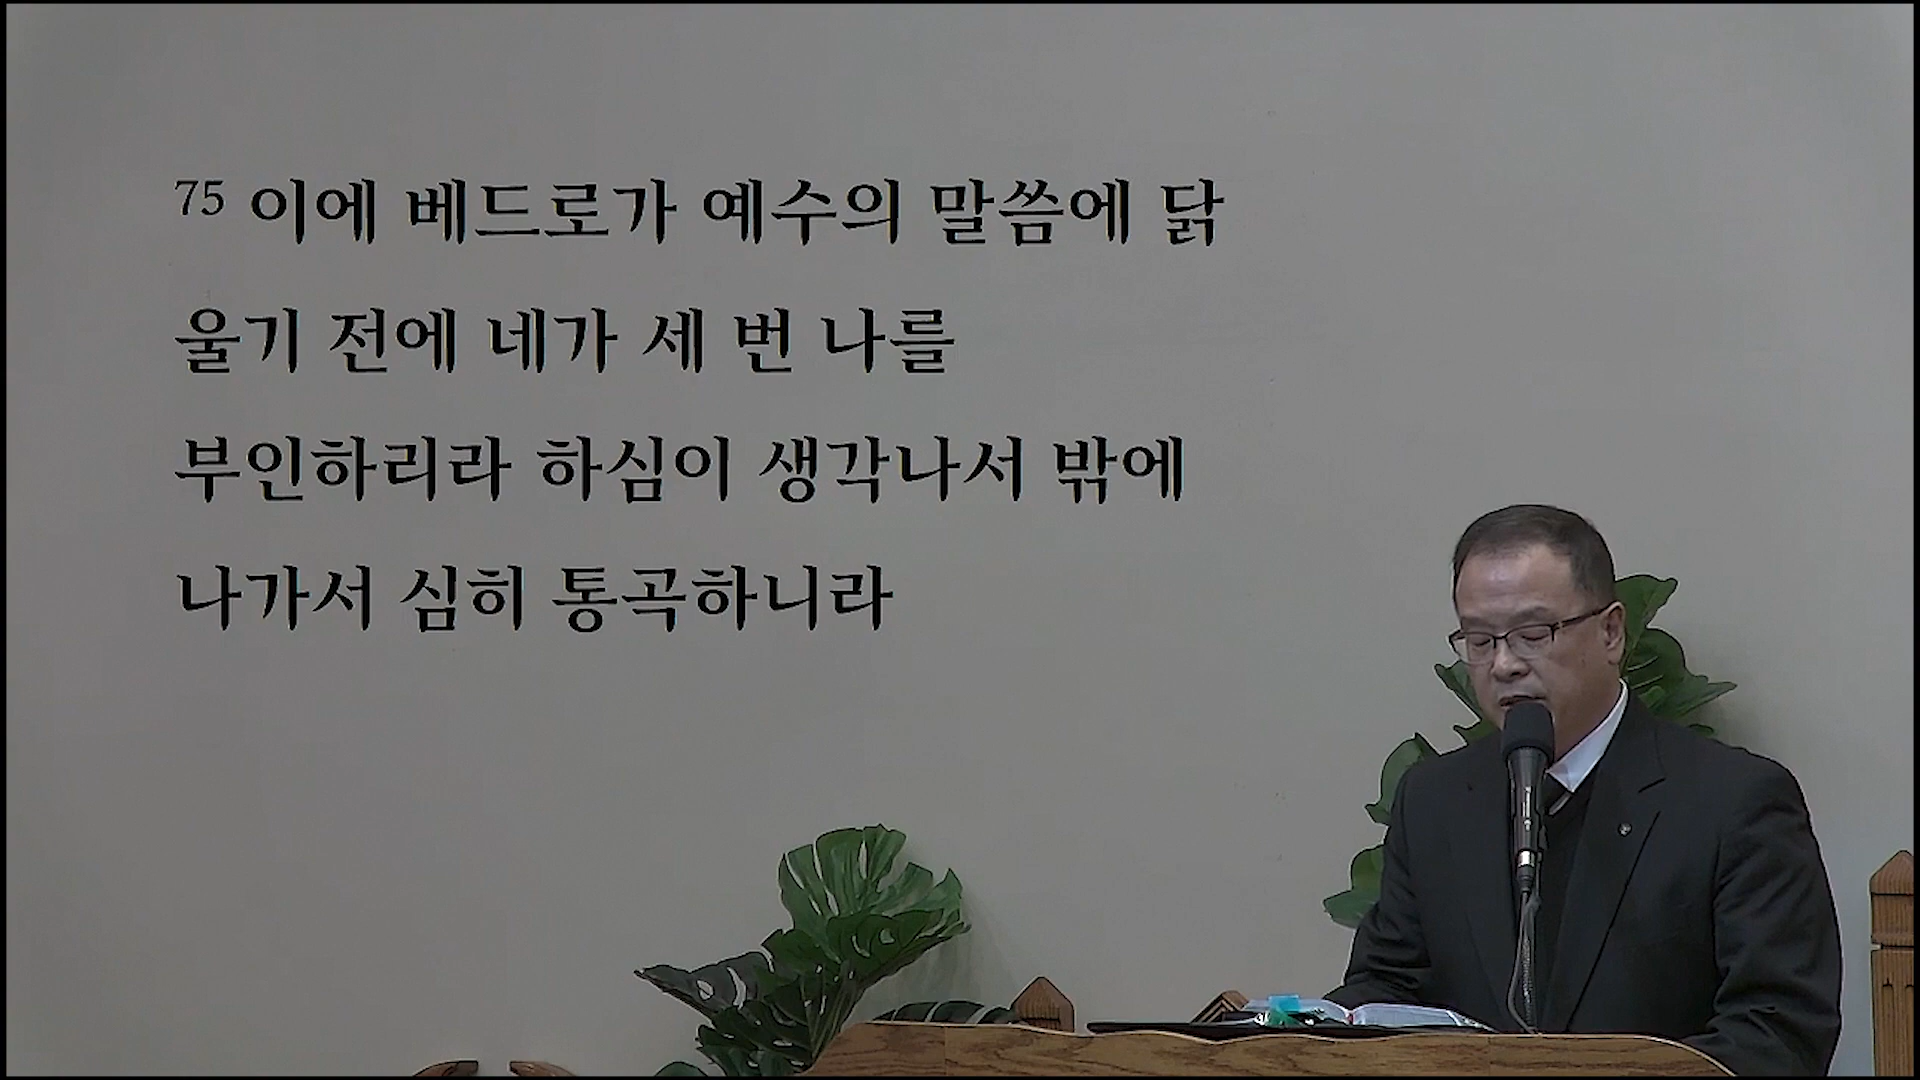 75 이에 베드로가 예수의 말씀에 닭
울기 전에 네가 세 번 나를
부인하리라 하심이 생각나서 밖에
나가서 심히 통곡하니라